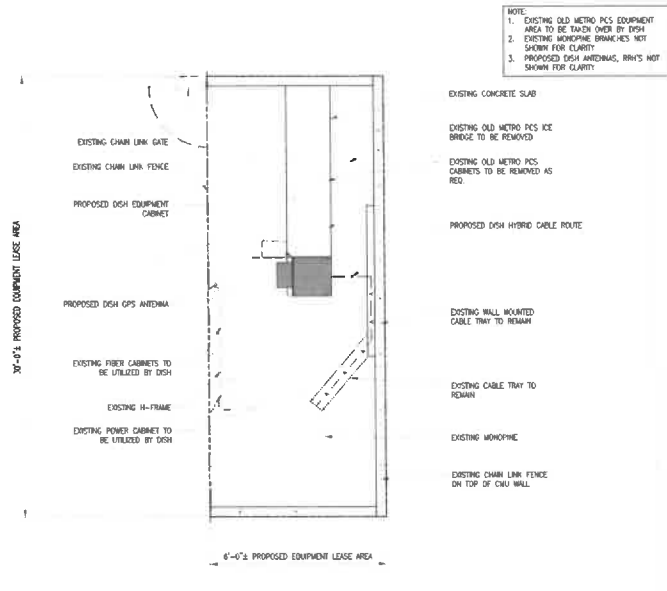 NOTE:
1. EXISTING OLD METRO PCS EQUIPMENT
AREA TO BE TAKEN OVER BY DISH
2. EXISTING MONOPINE BRANCHES NOT
SHOWN FOR CLARITY
3. PROPOSED DISH ANTENNAS, RRH'S NOT
SHOWN FOR CLARITY
EXISTING CHAIN LINK GATE
EXISTING CHAIN LINK FENCE
PROPOSED DISH EQUIPMENT
CABINET
PROPOSED DISH GPS ANTENNA
EXISTING FIBER CABINETS TO
BE UTILIZED BY DISH
EXISTING H-FRAME
EXISTING POWER CABINET TO
BE UTILIZED BY DISH
30'-0"± PROPOSED EQUIPMENT LEASE AREA
EXISTING CONCRETE SLAB
EXISTING OLD METRO PCS ICE
BRIDGE TO BE REMOVED
EXISTING OLD METRO PCS
CABINETS TO BE REMOVED AS
REQ.
PROPOSED DISH HYBRID CABLE ROUTE
EXISTING WALL MOUNTED
CABLE TRAY TO REMAIN
EXISTING CABLE TRAY TO
REMAIN
EXISTING MONOPINE
EXISTING CHAIN LINK FENCE
ON TOP OF CMU WALL
6'-0"± PROPOSED EQUIPMENT LEASE AREA